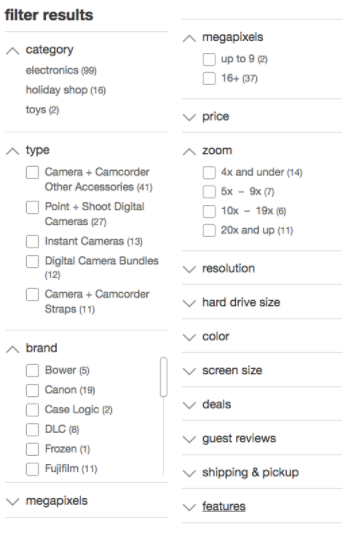 filter results
category
electronics (99)
holiday shop (16)
toys (2)
type
Camera + Camcorder
Other Accessories (41)
Point + Shoot Digital
Cameras (27)
Instant Cameras (13)
Digital Camera Bundles
(12)
Camera + Camcorder
Straps (11)
brand
Bower (5)
Canon (19)
Case Logic (2)
DLC (8)
Frozen (1)
Fujifilm (11)
megapixels
megapixels
up to 9 (2)
16+ (37)
price
zoom
4x and under (14)
5x – 9x (7)
10x – 19x (6)
20x and up (11)
resolution
hard drive size
color
screen size
deals
guest reviews
shipping & pickup
features